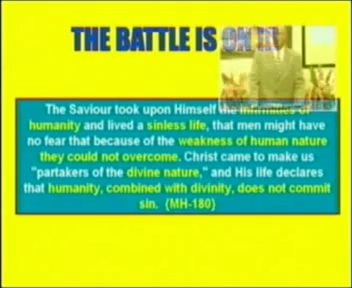 THE BATTLE IS ON !!!
The Saviour took upon Himself the infirmities of
humanity and lived a sinless life, that men might have
no fear that because of the weakness of human nature
they could not overcome. Christ came to make us
"partakers of the divine nature," and His life declares
that humanity, combined with divinity, does not commit
sin. {MH-180}